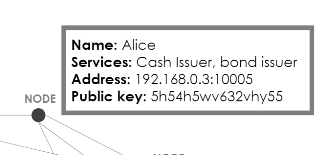 Name: Alice
Services: Cash Issuer, bond issuer
Address: 192.168.0.3:10005
Public key: 5h54h5wv632vhy55
NODE